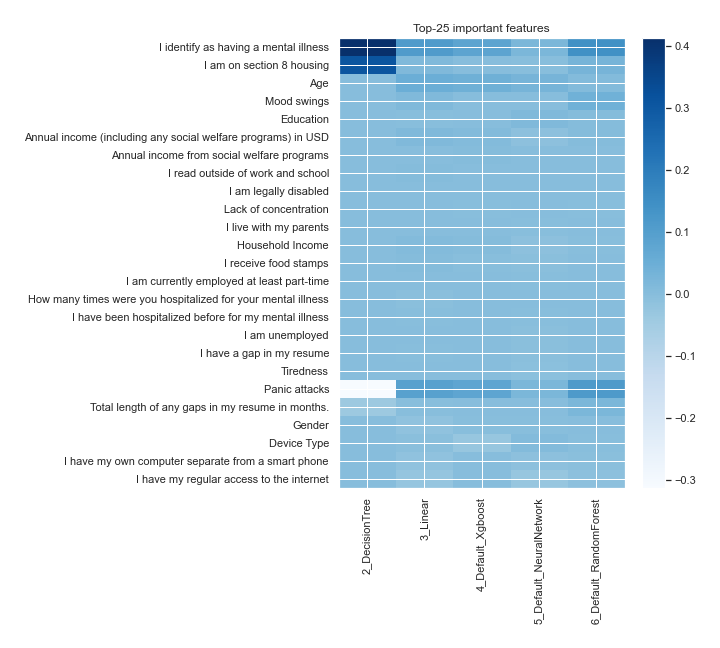 Top-25 important features
I identify as having a mental illness
I am on section 8 housing
Age
Mood swings
Education
Annual income (including any social welfare programs) in USD
Annual income from social welfare programs
I read outside of work and school
I am legally disabled
Lack of concentration
I live with my parents
Household Income
I receive food stamps
I am currently employed at least part-time
How many times were you hospitalized for your mental illness
I have been hospitalized before for my mental illness
I am unemployed
I have a gap in my resume
Tiredness
Panic attacks
Total length of any gaps in my resume in months.
Gender
Device Type
I have my own computer separate from a smart phone
I have my regular access to the internet
2_DecisionTree
3_Linear
4_Default_Xgboost
5_Default_NeuralNetwork
6_Default_RandomForest
0.4
0.3
0.2
0.1
0.0
−0.1
−0.2
−0.3